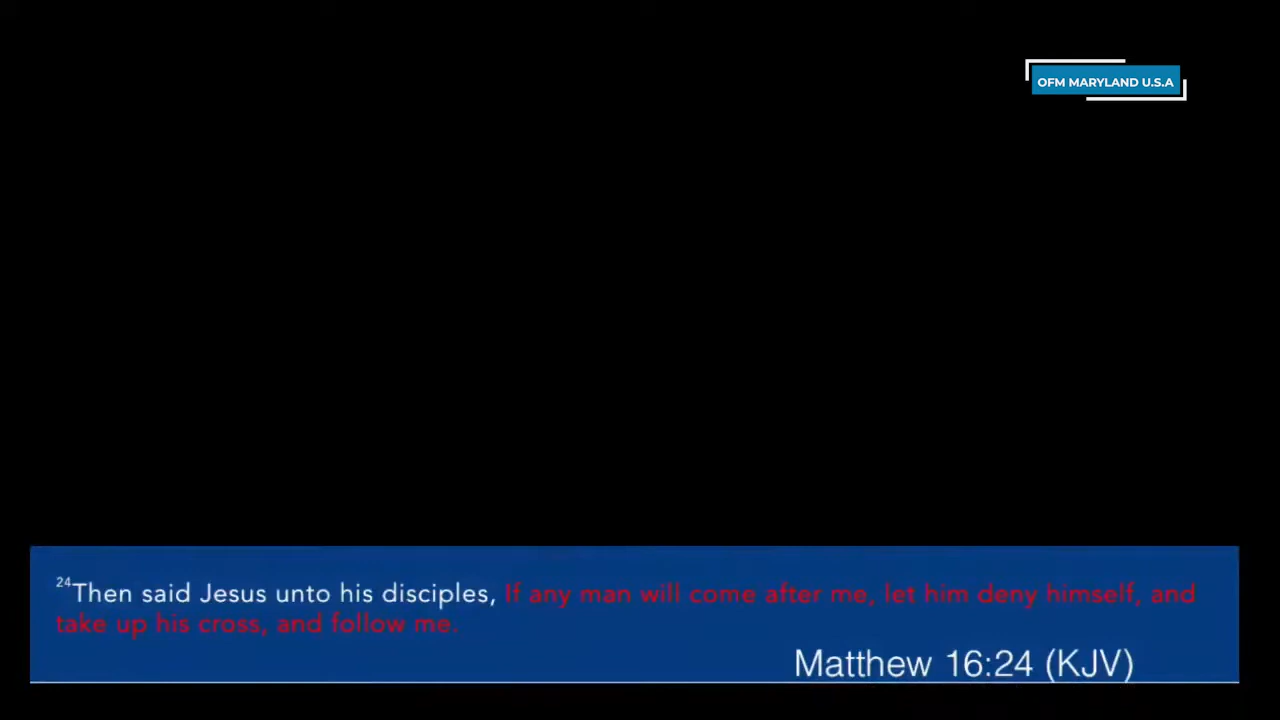 OFM MARYLAND U.S.A
24Then said Jesus unto his disciples, If any man will come after me, let him deny himself, and
take up his cross, and follow me.
Matthew 16:24 (KJV)